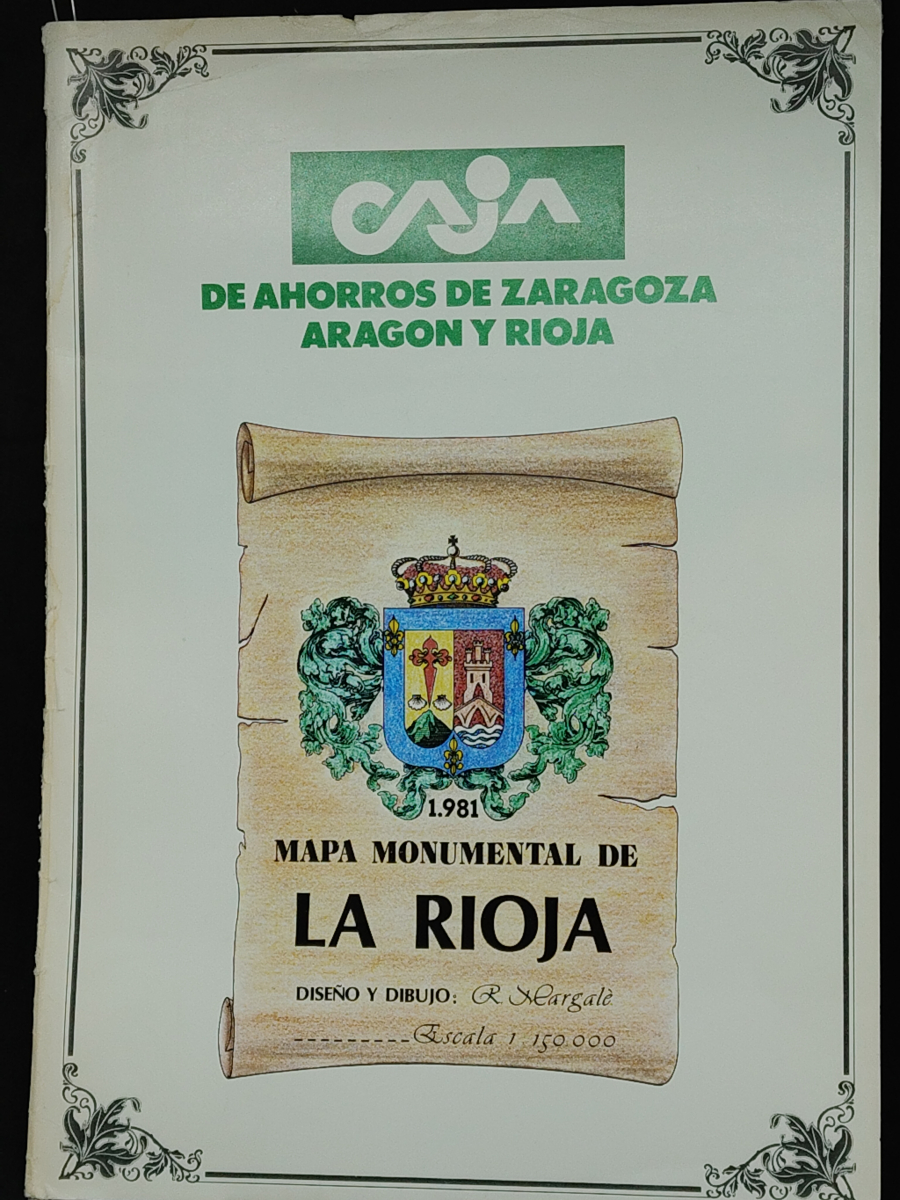 CAJA
DE AHORROS DE ZARAGOZA
ARAGON Y RIOJA
1.981
MAPA MONUMENTAL DE
LA RIOJA
DISEÑO Y DIBUJO: R. Margalè
Escala 1:150.000